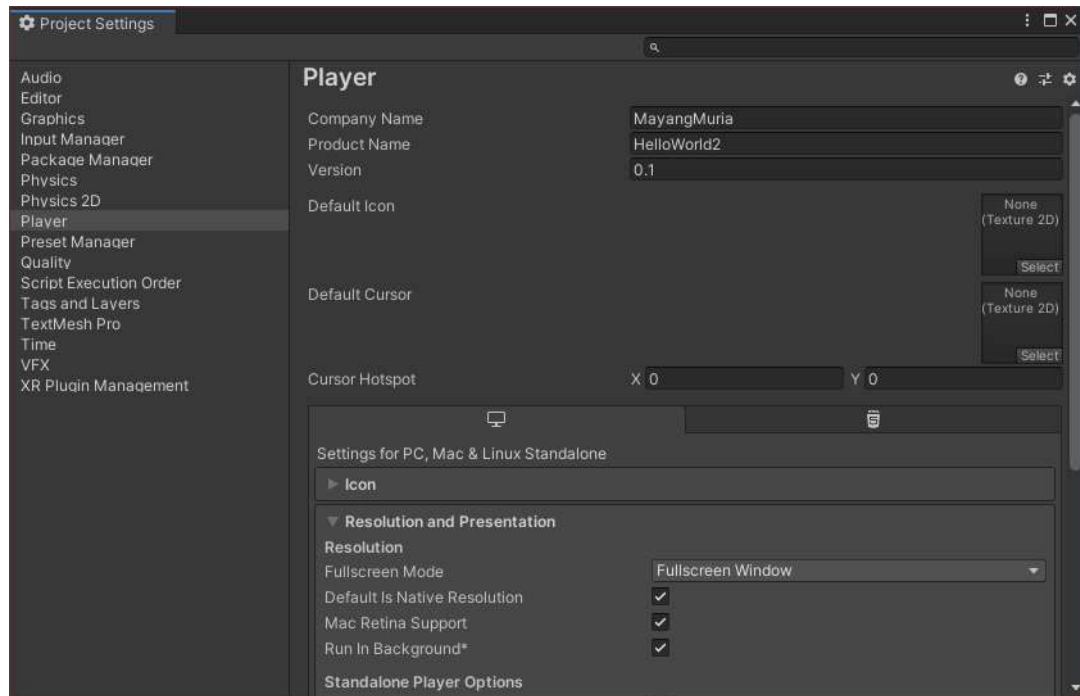 Project Settings
Audio
Editor
Graphics
Input Manager
Package Manager
Physics
Physics 2D
Player
Preset Manager
Quality
Script Execution Order
Tags and Layers
TextMesh Pro
Time
VFX
XR Plugin Management
Player
Company Name MayangMuria
Product Name HelloWorld2
Version 0.1
Default Icon
None
(Texture 2D)
Select
Default Cursor
None
(Texture 2D)
Select
Cursor Hotspot X 0 Y 0
Settings for PC, Mac & Linux Standalone
Icon
Resolution and Presentation
Resolution
Fullscreen Mode Fullscreen Window
Default Is Native Resolution
Mac Retina Support
Run In Background*
Standalone Player Options